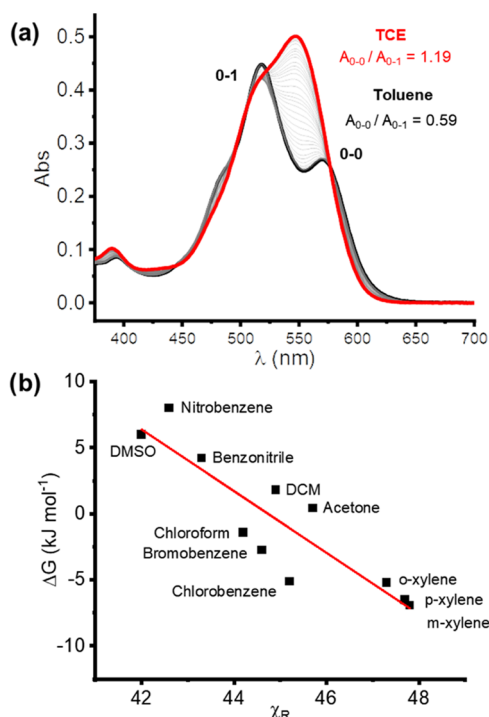 (a)
TCE
A0-0 / A0-1 = 1.19
Toluene
A0-0 / A0-1 = 0.59
0-1
0-0
Abs
0.5
0.4
0.3
0.2
0.1
0.0
400 450 500 550 600 650 700
λ (nm)
(b)
ΔG (kJ mol⁻¹)
10
5
0
-5
-10
Nitrobenzene
DMSO
Benzonitrile
DCM
Acetone
Chloroform
Bromobenzene
Chlorobenzene
o-xylene
p-xylene
m-xylene
42 44 46 48
χR